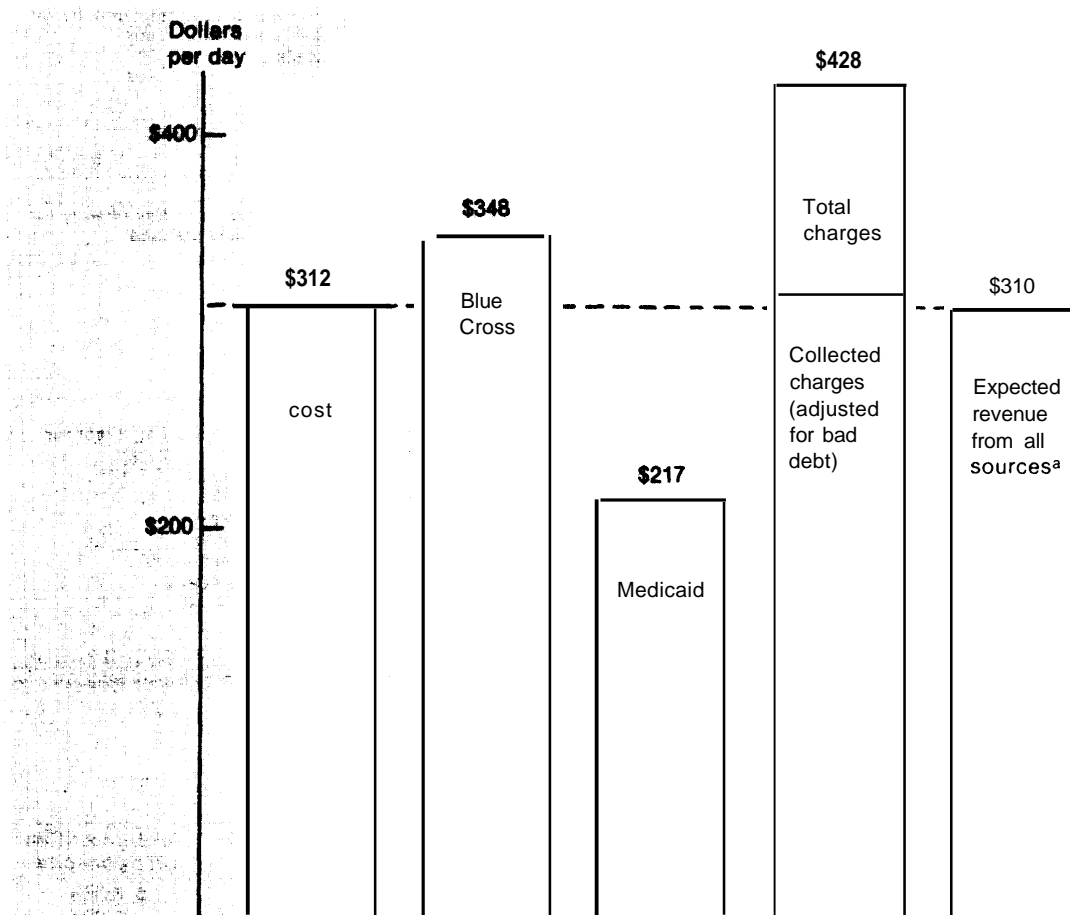 Dollars
per day
$428
$400
$348
Total
charges
$312
Blue
Cross
$310
cost
Collected
charges
(adjusted
for bad
debt)
Expected
revenue
from all
sourcesᵃ
$217
$200
Medicaid